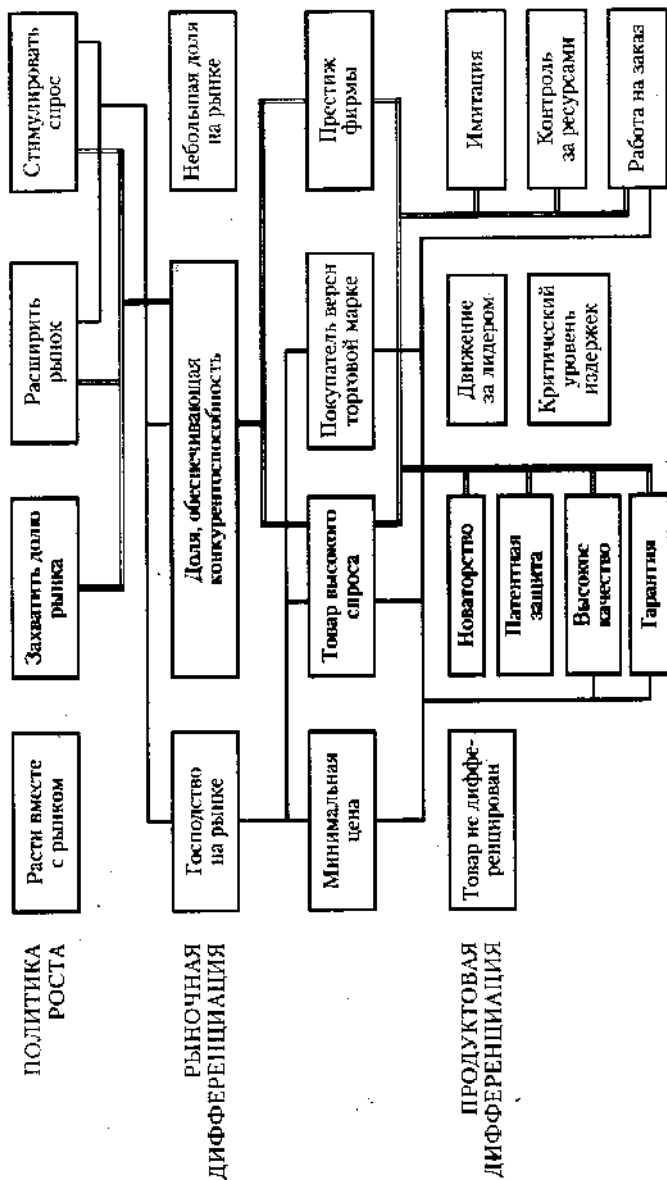 ПОЛИТИКА
РОСТА
Расти вместе
с рынком
Захватить долю
рынка
Расширить
рынок
Стимулировать
спрос
РЫНОЧНАЯ
ДИФФЕРЕНЦИАЦИЯ
Господство
на рынке
Доля, обеспечивающая
конкурентоспособность
Небольшая доля
на рынке
Минимальная
цена
Товар высокого
спроса
Покупатель верен
торговой марке
Престиж
фирмы
ПРОДУКТОВАЯ
ДИФФЕРЕНЦИАЦИЯ
Товар не диффе-
ренцирован
Новаторство
Патентная
защита
Высокое
качество
Гарантия
Движение
за лидером
Критический
уровень
издержек
Имитация
Контроль
за ресурсами
Работа на заказ